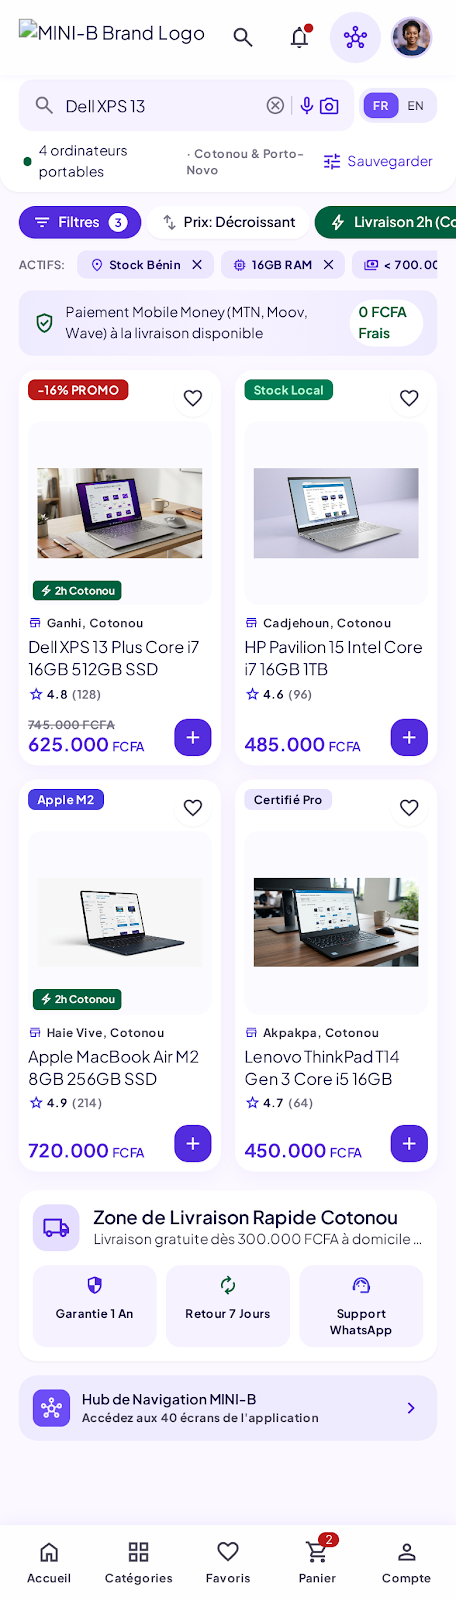 MINI-B Brand Logo
Dell XPS 13
FR EN
4 ordinateurs
portables
· Cotonou & Porto-
Novo
Sauvegarder
Filtres 3
Prix: Décroissant
Livraison 2h (Co
ACTIFS:
Stock Bénin
16GB RAM
< 700.00
Paiement Mobile Money (MTN, Moov,
Wave) à la livraison disponible
0 FCFA
Frais
-16% PROMO
2h Cotonou
Ganhi, Cotonou
Dell XPS 13 Plus Core i7
16GB 512GB SSD
4.8 (128)
745.000 FCFA
625.000 FCFA
Stock Local
Cadjehoun, Cotonou
HP Pavilion 15 Intel Core
i7 16GB 1TB
4.6 (96)
485.000 FCFA
Apple M2
2h Cotonou
Haie Vive, Cotonou
Apple MacBook Air M2
8GB 256GB SSD
4.9 (214)
720.000 FCFA
Certifié Pro
Akpakpa, Cotonou
Lenovo ThinkPad T14
Gen 3 Core i5 16GB
4.7 (64)
450.000 FCFA
Zone de Livraison Rapide Cotonou
Livraison gratuite dès 300.000 FCFA à domicile ...
Garantie 1 An
Retour 7 Jours
Support
WhatsApp
Hub de Navigation MINI-B
Accédez aux 40 écrans de l'application
2
Accueil
Catégories
Favoris
Panier
Compte